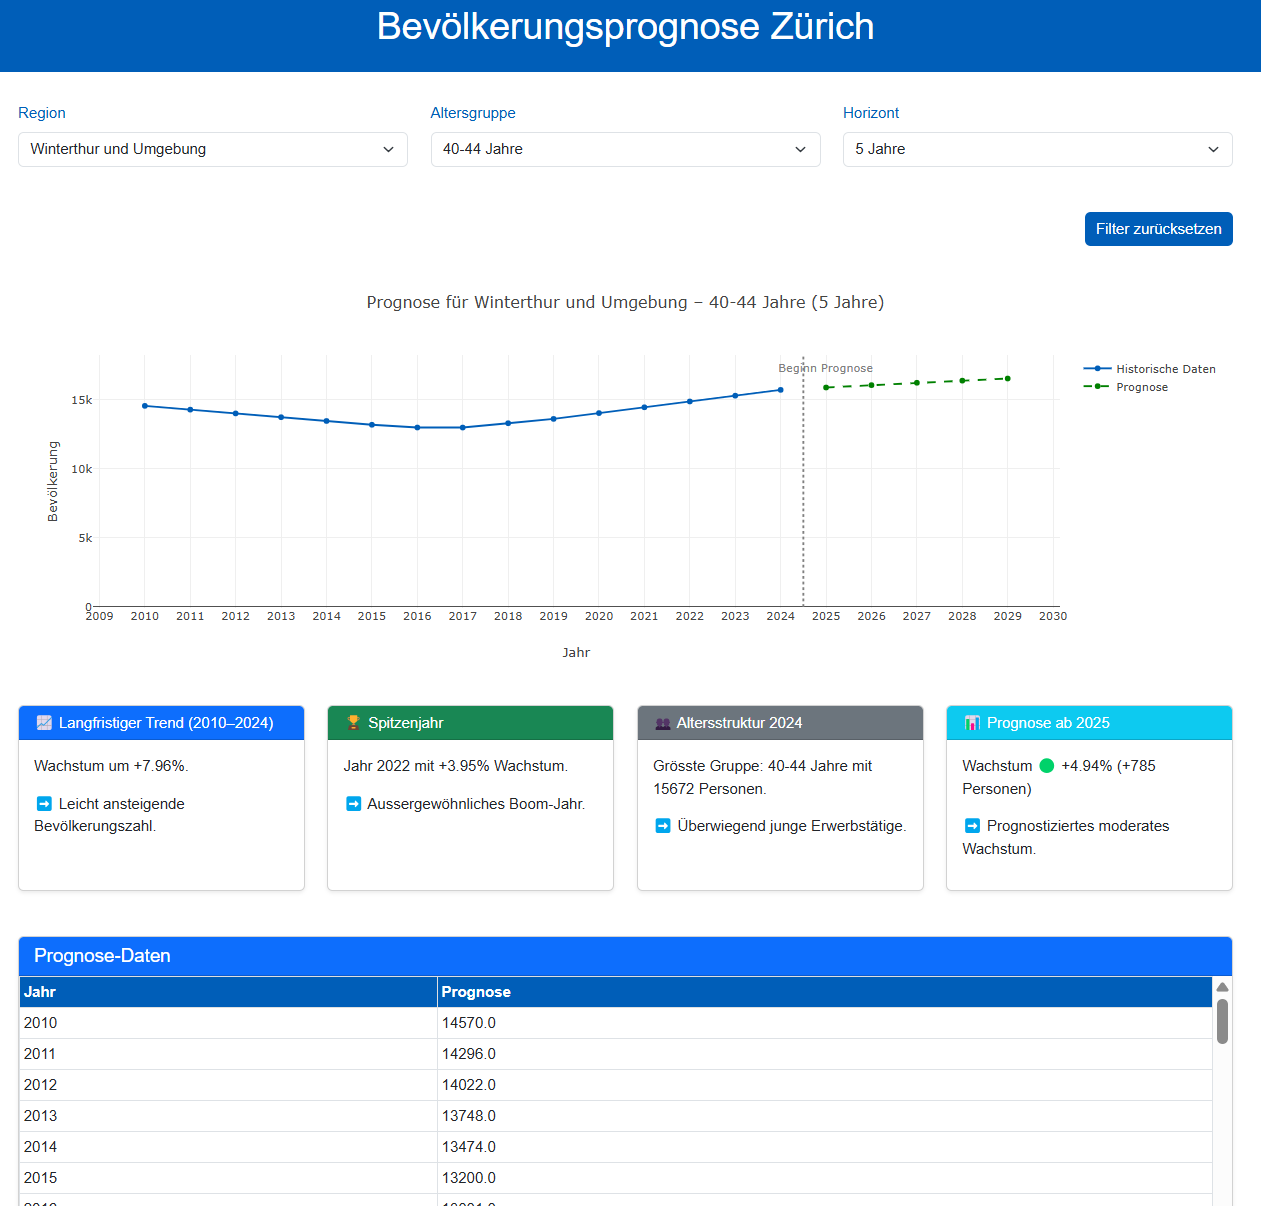 Bevölkerungsprognose Zürich
Region
Altersgruppe
Horizont
Winterthur und Umgebung
40-44 Jahre
5 Jahre
Filter zurücksetzen
Prognose für Winterthur und Umgebung – 40-44 Jahre (5 Jahre)
Beginn Prognose
Historische Daten
Prognose
15k
10k
5k
0
Bevölkerung
2009 2010 2011 2012 2013 2014 2015 2016 2017 2018 2019 2020 2021 2022 2023 2024 2025 2026 2027 2028 2029 2030
Jahr
Langfristiger Trend (2010–2024)
Wachstum um +7.96%.
Leicht ansteigende
Bevölkerungszahl.
Spitzenjahr
Jahr 2022 mit +3.95% Wachstum.
Aussergewöhnliches Boom-Jahr.
Altersstruktur 2024
Grösste Gruppe: 40-44 Jahre mit
15672 Personen.
Überwiegend junge Erwerbstätige.
Prognose ab 2025
Wachstum +4.94% (+785
Personen)
Prognostiziertes moderates
Wachstum.
Prognose-Daten
Jahr Prognose
2010 14570.0
2011 14296.0
2012 14022.0
2013 13748.0
2014 13474.0
2015 13200.0